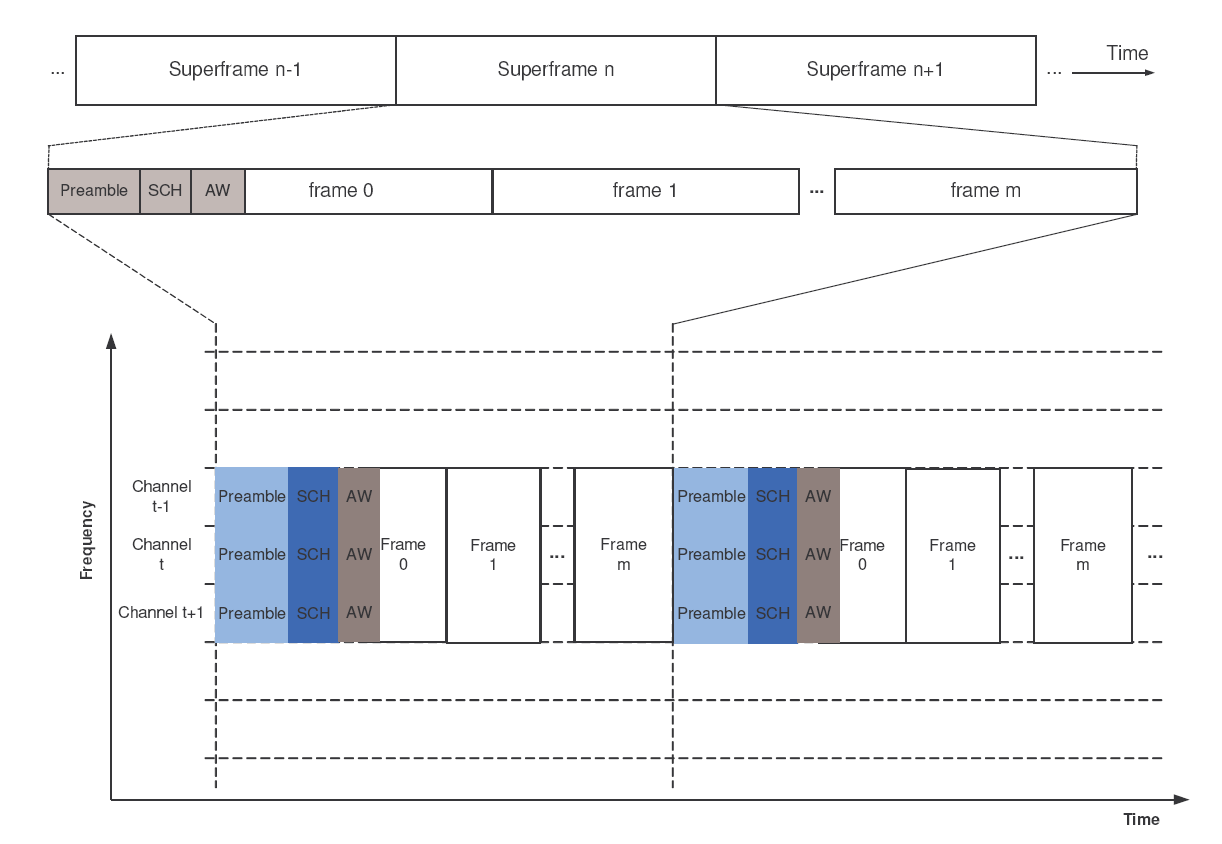 ... Superframe n-1 Superframe n Superframe n+1 ... Time
Preamble SCH AW frame 0 frame 1 ... frame m
Frequency
Channel
t-1
Preamble SCH AW Preamble SCH AW
Channel
t
Preamble SCH AW Frame
0
Frame
1
...
Frame
m
Preamble SCH AW Frame
0
...
Frame
1
Frame
m
...
Channel t+1 Preamble SCH AW Preamble SCH AW
Time